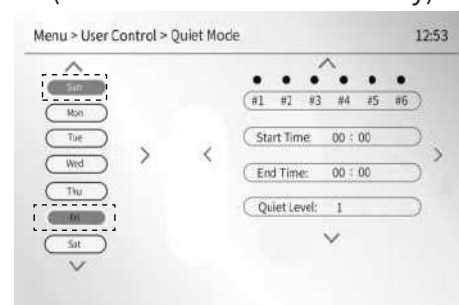 Menu > User Control > Quiet Mode 12:53
Sun
Mon
Tue
Wed
Thu
Fri
Sat
#1 #2 #3 #4 #5 #6
Start Time: 00 : 00
End Time: 00 : 00
Quiet Level: 1